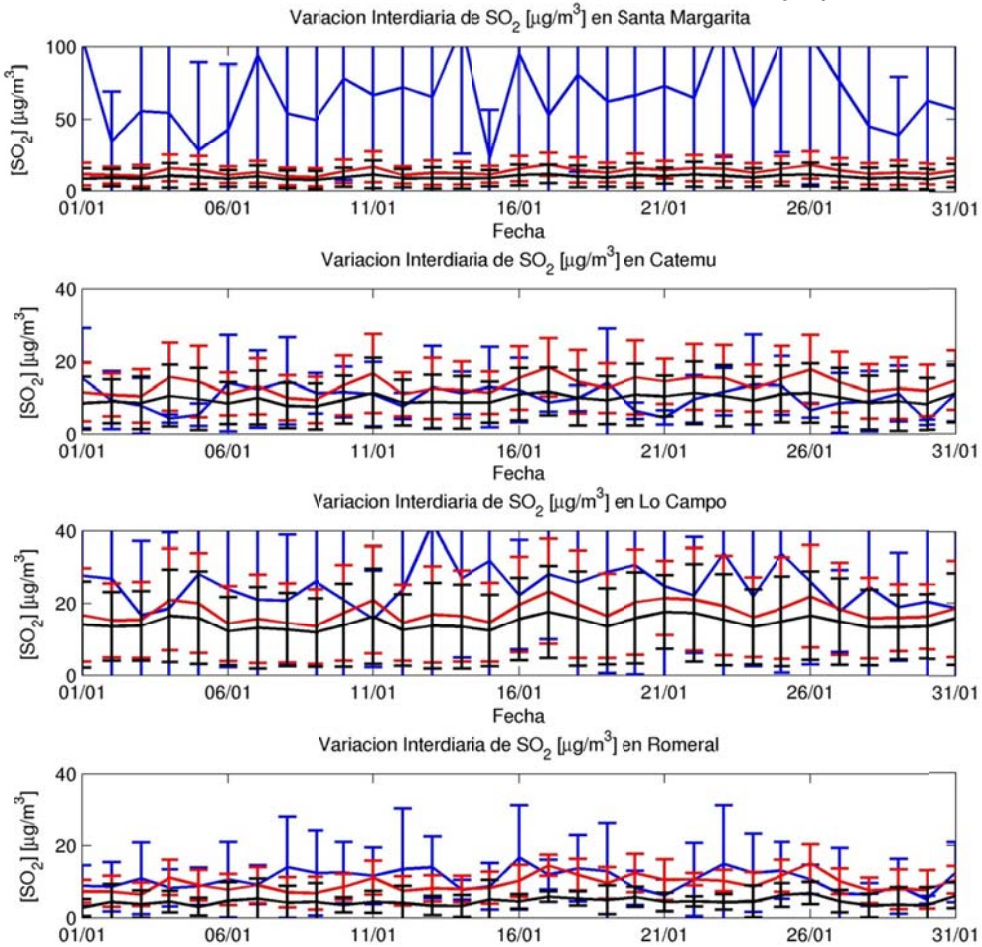 Variacion Interdiaria de SO2 [µg/m3] en Santa Margarita
[SO2] [µg/m3]
100
50
0
01/01 06/01 11/01 16/01 21/01 26/01 31/01
Fecha
Variacion Interdiaria de SO2 [µg/m3] en Catemu
[SO2] [µg/m3]
40
20
0
01/01 06/01 11/01 16/01 21/01 26/01 31/01
Fecha
Variacion Interdiaria de SO2 [µg/m3] en Lo Campo
[SO2] [µg/m3]
40
20
0
01/01 06/01 11/01 16/01 21/01 26/01 31/01
Fecha
Variacion Interdiaria de SO2 [µg/m3] en Romeral
[SO2] [µg/m3]
40
20
0
01/01 06/01 11/01 16/01 21/01 26/01 31/01